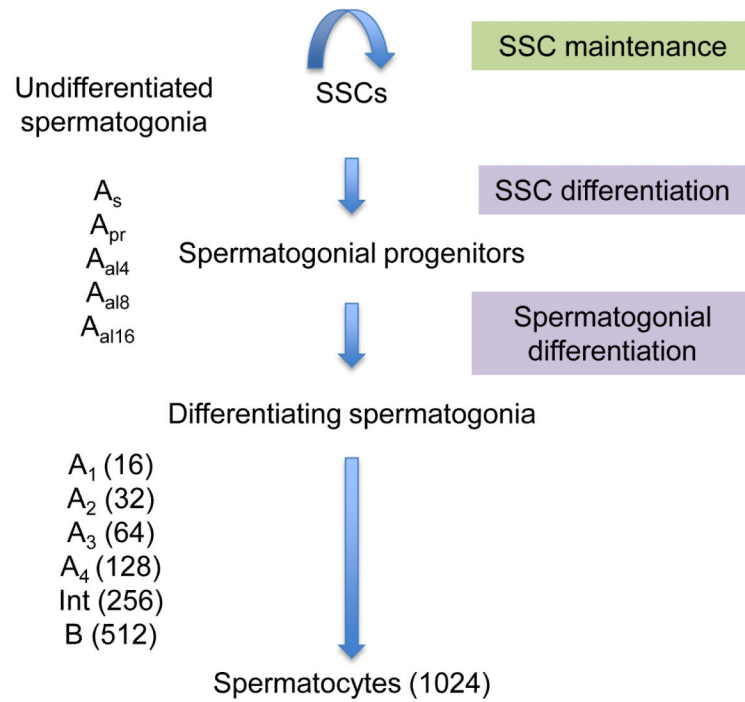 SSC maintenance
SSCs
Undifferentiated
spermatogonia
SSC differentiation
As
Apr
Aal4
Aal8
Aal16
Spermatogonial progenitors
Spermatogonial
differentiation
Differentiating spermatogonia
A1 (16)
A2 (32)
A3 (64)
A4 (128)
Int (256)
B (512)
Spermatocytes (1024)